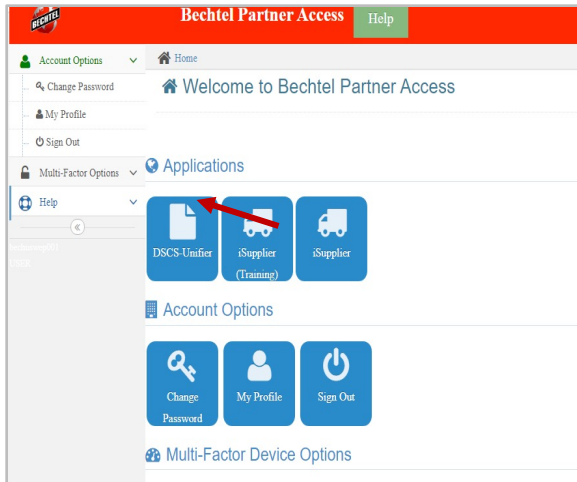 BECHTEL
Bechtel Partner Access
Help
Account Options
Change Password
My Profile
Sign Out
Multi-Factor Options
Help
Home
Welcome to Bechtel Partner Access
Applications
DSCS-Unifier
iSupplier
(Training)
iSupplier
Account Options
Change
Password
My Profile
Sign Out
Multi-Factor Device Options